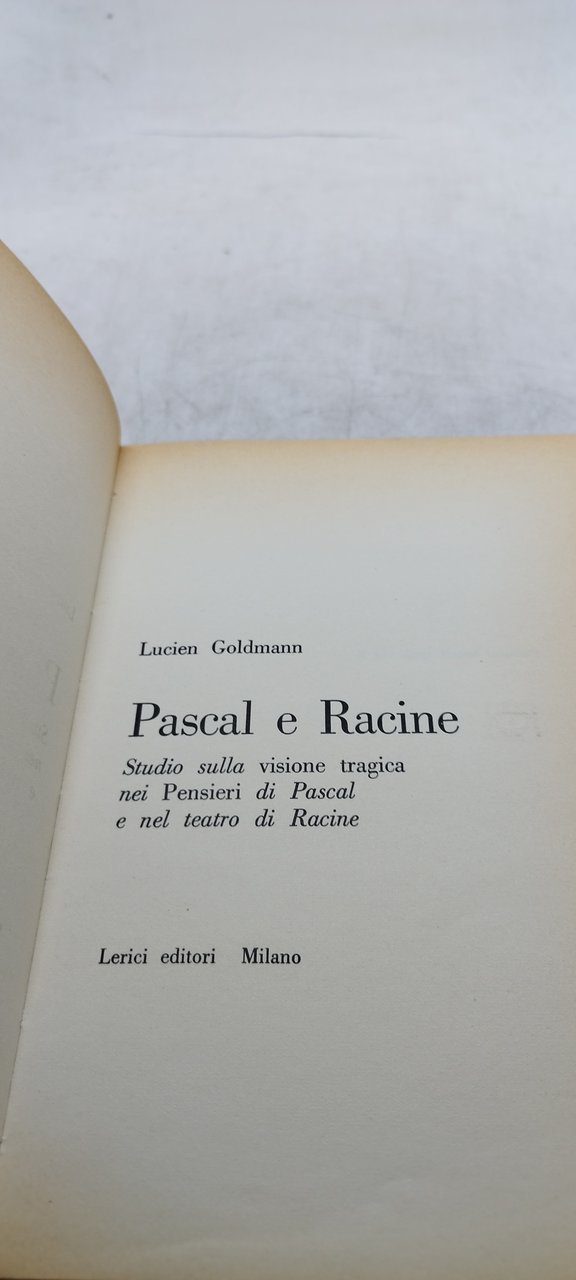 Lucien Goldmann
Pascal e Racine
Studio sulla visione tragica
nei Pensieri di Pascal
e nel teatro di Racine
Lerici editori Milano